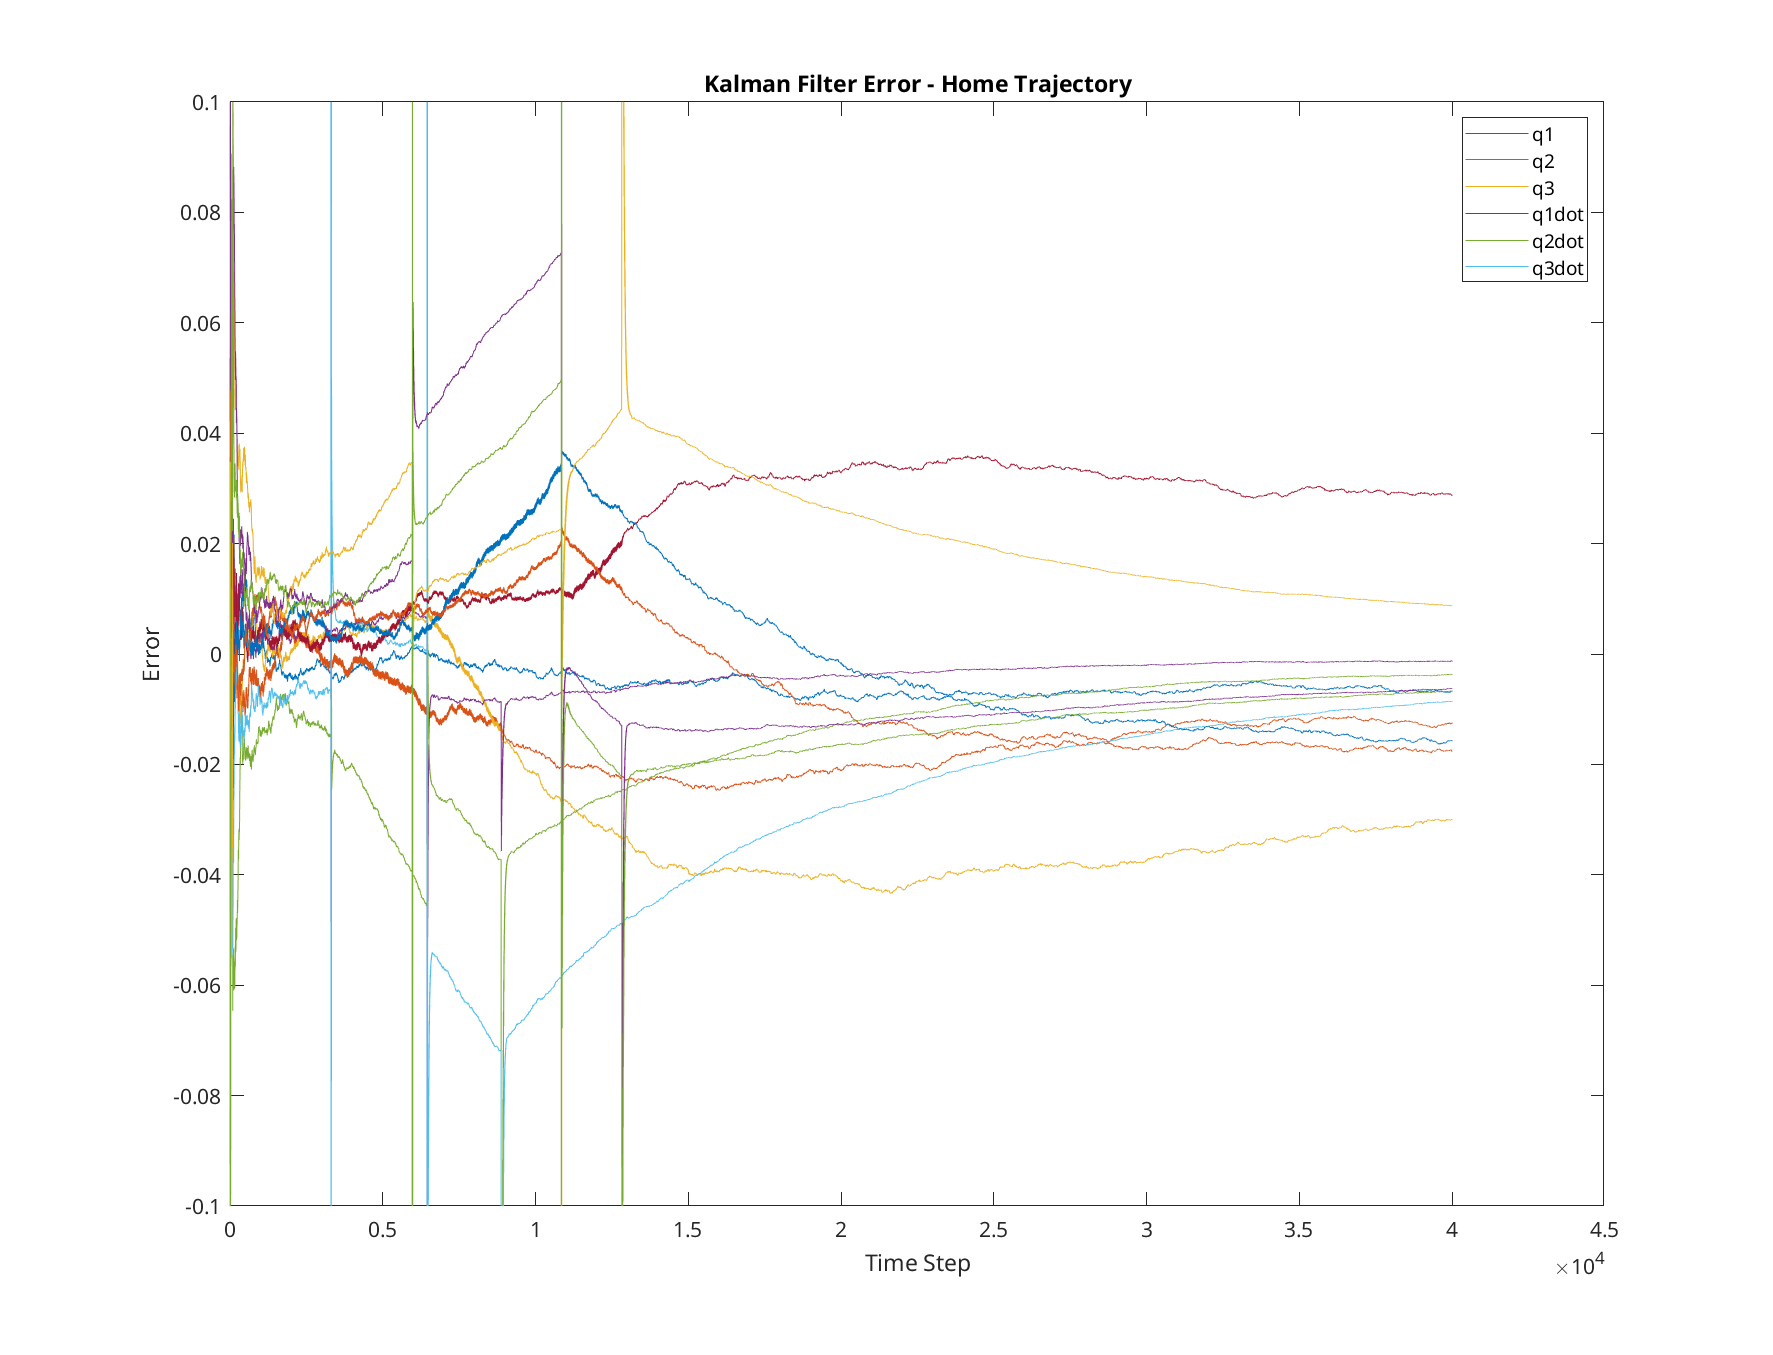 Kalman Filter Error - Home Trajectory
0.1
0.08
0.06
0.04
0.02
0
-0.02
-0.04
-0.06
-0.08
-0.1
Error
q1
q2
q3
q1dot
q2dot
q3dot
0 0.5 1 1.5 2 2.5 3 3.5 4 4.5
Time Step
×10⁴